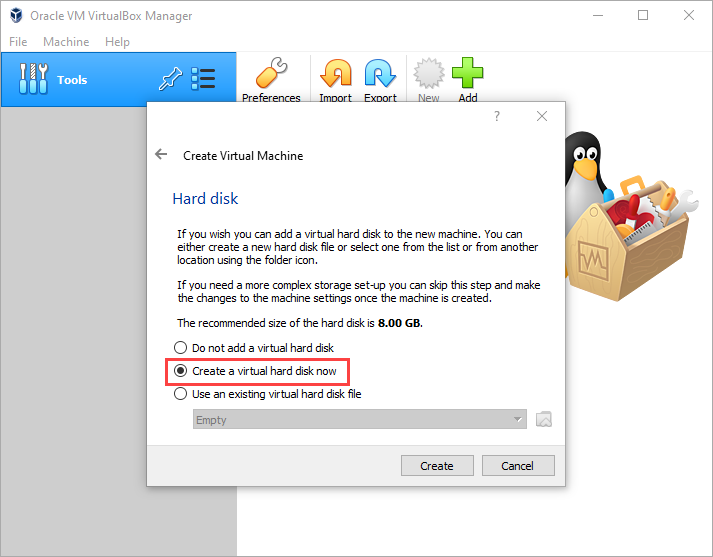 Oracle VM VirtualBox Manager
File Machine Help
Tools
Preferences Import Export New Add
?
Create Virtual Machine
Hard disk
If you wish you can add a virtual hard disk to the new machine. You can
either create a new hard disk file or select one from the list or from another
location using the folder icon.
If you need a more complex storage set-up you can skip this step and make
the changes to the machine settings once the machine is created.
The recommended size of the hard disk is 8.00 GB.
Do not add a virtual hard disk
Create a virtual hard disk now
Use an existing virtual hard disk file
Empty
Create Cancel